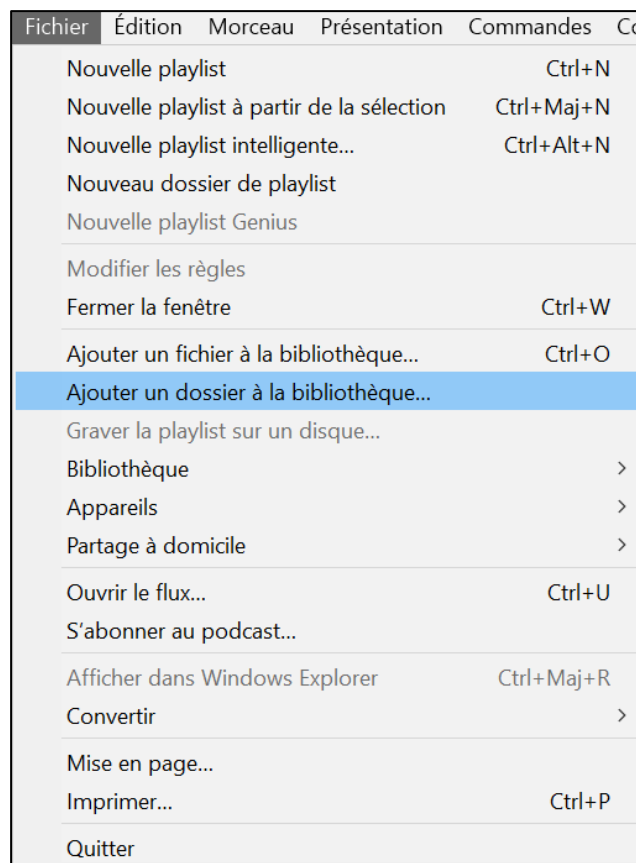 Fichier Édition Morceau Présentation Commandes
Nouvelle playlist Ctrl+N
Nouvelle playlist à partir de la sélection Ctrl+Maj+N
Nouvelle playlist intelligente... Ctrl+Alt+N
Nouveau dossier de playlist
Nouvelle playlist Genius
Modifier les règles
Fermer la fenêtre Ctrl+W
Ajouter un fichier à la bibliothèque... Ctrl+O
Ajouter un dossier à la bibliothèque...
Graver la playlist sur un disque...
Bibliothèque
Appareils
Partage à domicile
Ouvrir le flux... Ctrl+U
S'abonner au podcast...
Afficher dans Windows Explorer Ctrl+Maj+R
Convertir
Mise en page...
Imprimer... Ctrl+P
Quitter